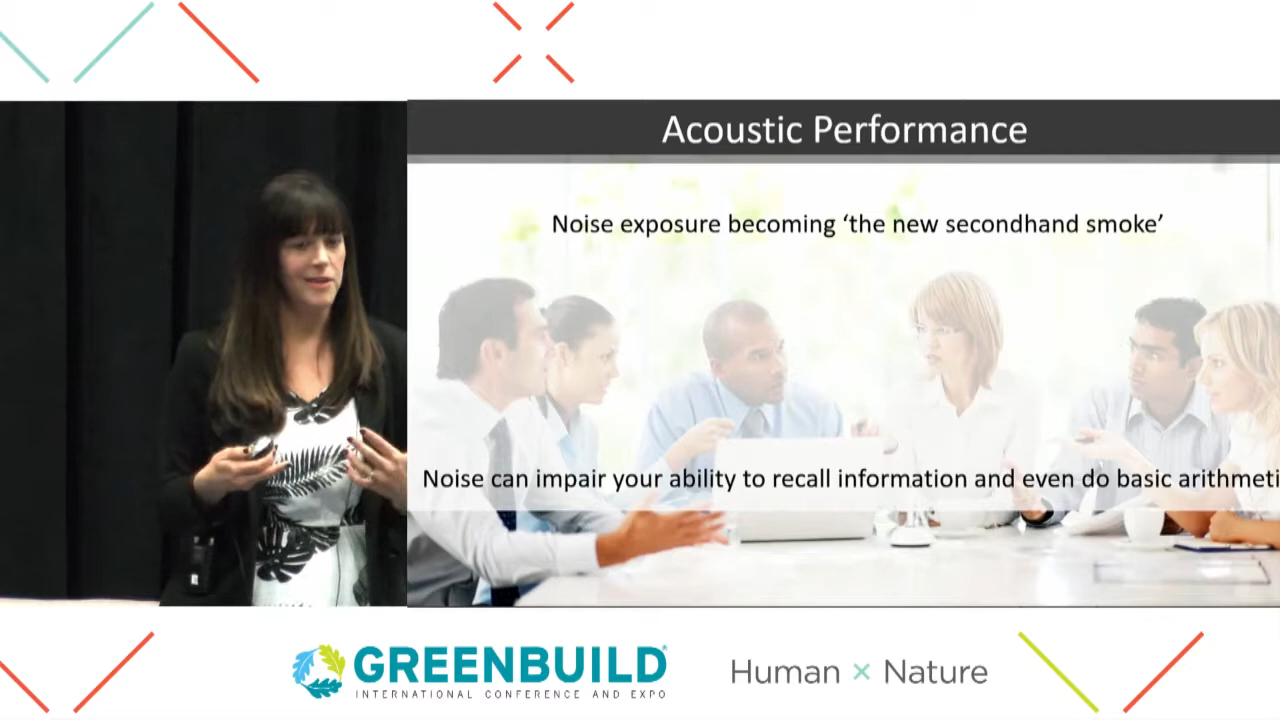 Acoustic Performance
Noise exposure becoming ‘the new secondhand smoke’
Noise can impair your ability to recall information and even do basic arithmeti
GREENBUILD®
INTERNATIONAL CONFERENCE AND EXPO
Human × Nature